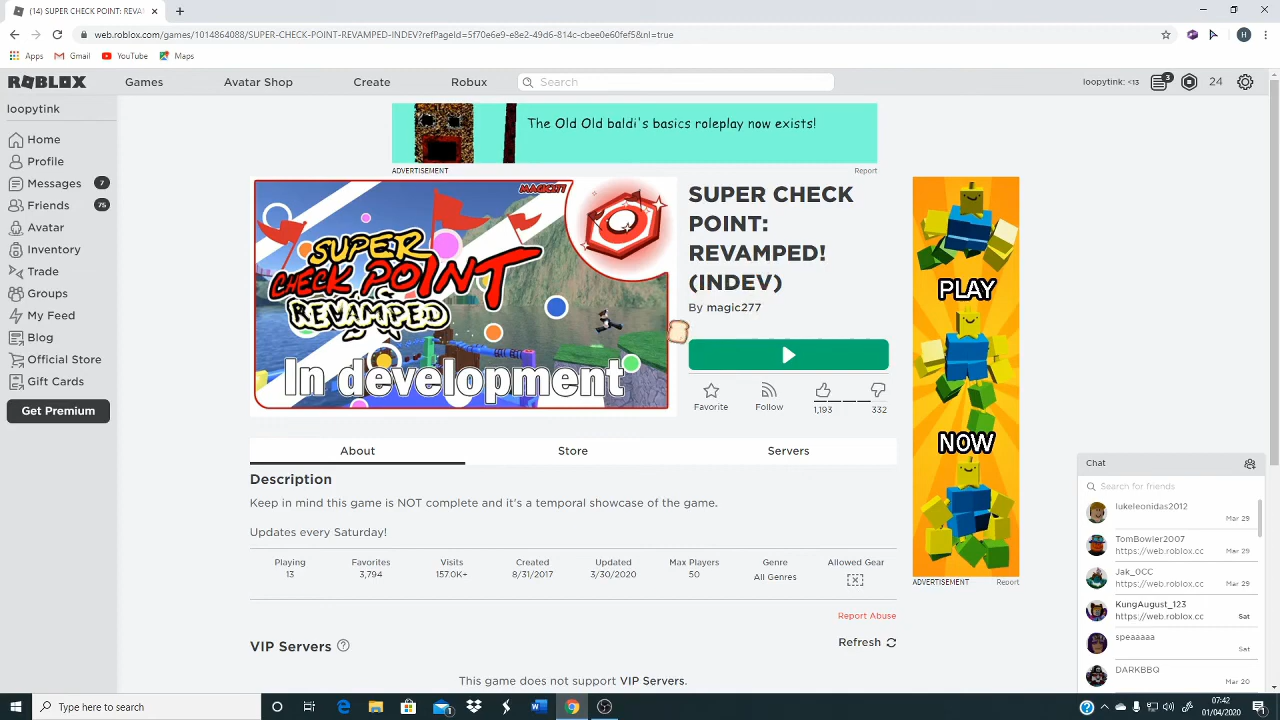 (14) SUPER CHECK POINT: REVA
web.roblox.com/games/1014864088/SUPER-CHECK-POINT-REVAMPED-INDEV?refPageId=5f70e6e9-e8e2-49d6-814c-cbee0e60fef5&nl=true
H
Apps Gmail YouTube Maps
ROBLOX Games Avatar Shop Create Robux Search loopytink: <13 3 24
loopytink
Home
Profile
Messages 7
Friends 75
Avatar
Inventory
Trade
Groups
My Feed
Blog
Official Store
Gift Cards
Get Premium
The Old Old baldi's basics roleplay now exists!
ADVERTISEMENT Report
MAGIC277
SUPER
CHECK POINT
REVAMPED
In development
SUPER CHECK
POINT:
REVAMPED!
(INDEV)
By magic277
Favorite Follow 1,193 332
PLAY
NOW
ADVERTISEMENT Report
About Store Servers
Description
Keep in mind this game is NOT complete and it's a temporal showcase of the game.
Updates every Saturday!
Playing Favorites Visits Created Updated Max Players Genre Allowed Gear
13 3,794 157.0K+ 8/31/2017 3/30/2020 50 All Genres
Report Abuse
VIP Servers Refresh
This game does not support VIP Servers.
Chat
Search for friends
lukeleonidas2012
Mar 29
TomBowler2007
https://web.roblox.cc Mar 29
Jak_0CC
https://web.roblox.cc Mar 29
KungAugust_123
https://web.roblox.cc Sat
speaaaaa
Sat
DARKBBQ
Mar 20
Type here to search
07:42
01/04/2020